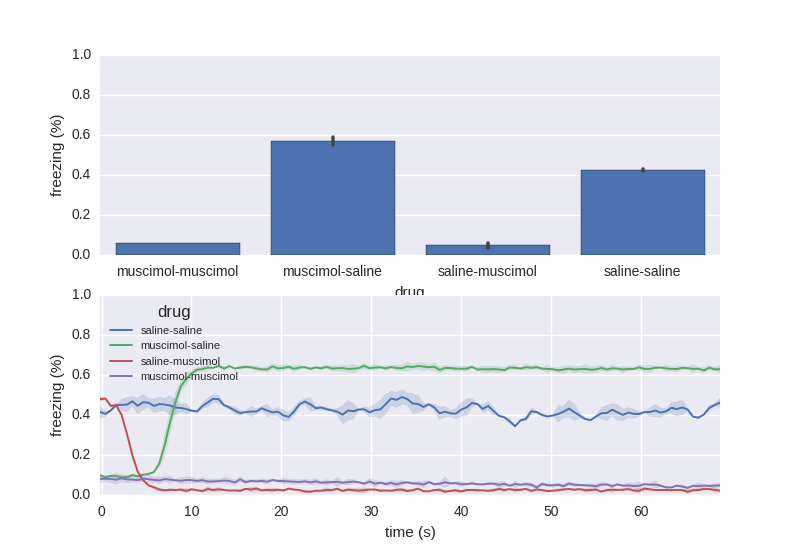 1.0
0.8
0.6
0.4
0.2
0.0
freezing (%)
muscimol-muscimol muscimol-saline saline-muscimol saline-saline
drug
1.0
0.8
0.6
0.4
0.2
0.0
freezing (%)
drug
saline-saline
muscimol-saline
saline-muscimol
muscimol-muscimol
0 10 20 30 40 50 60
time (s)